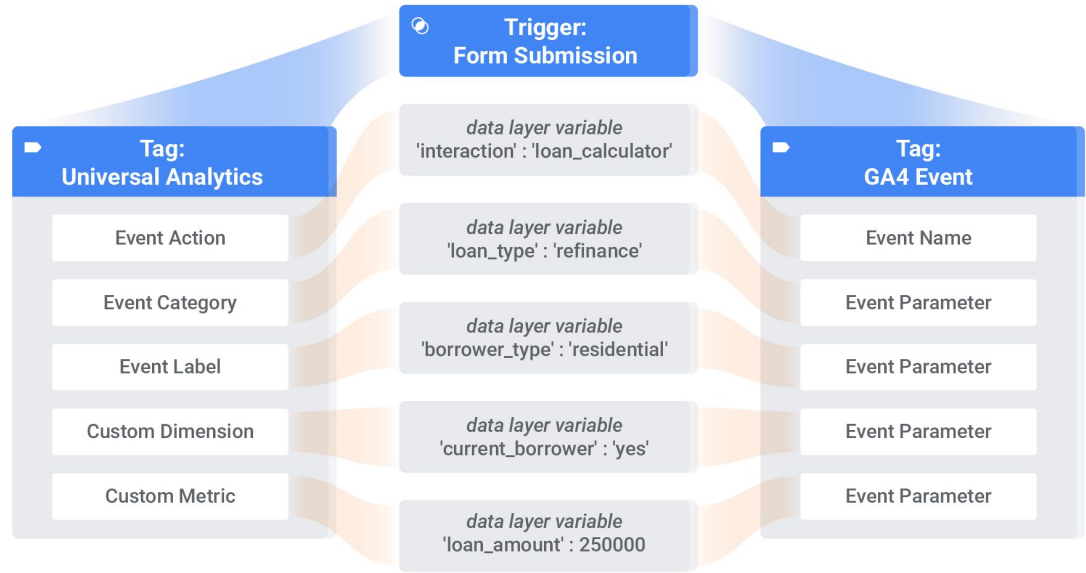 Trigger:
Form Submission
Tag:
Universal Analytics
Event Action
Event Category
Event Label
Custom Dimension
Custom Metric
data layer variable
'interaction' : 'loan_calculator'
data layer variable
'loan_type' : 'refinance'
data layer variable
'borrower_type' : 'residential'
data layer variable
'current_borrower' : 'yes'
data layer variable
'loan_amount' : 250000
Tag:
GA4 Event
Event Name
Event Parameter
Event Parameter
Event Parameter
Event Parameter